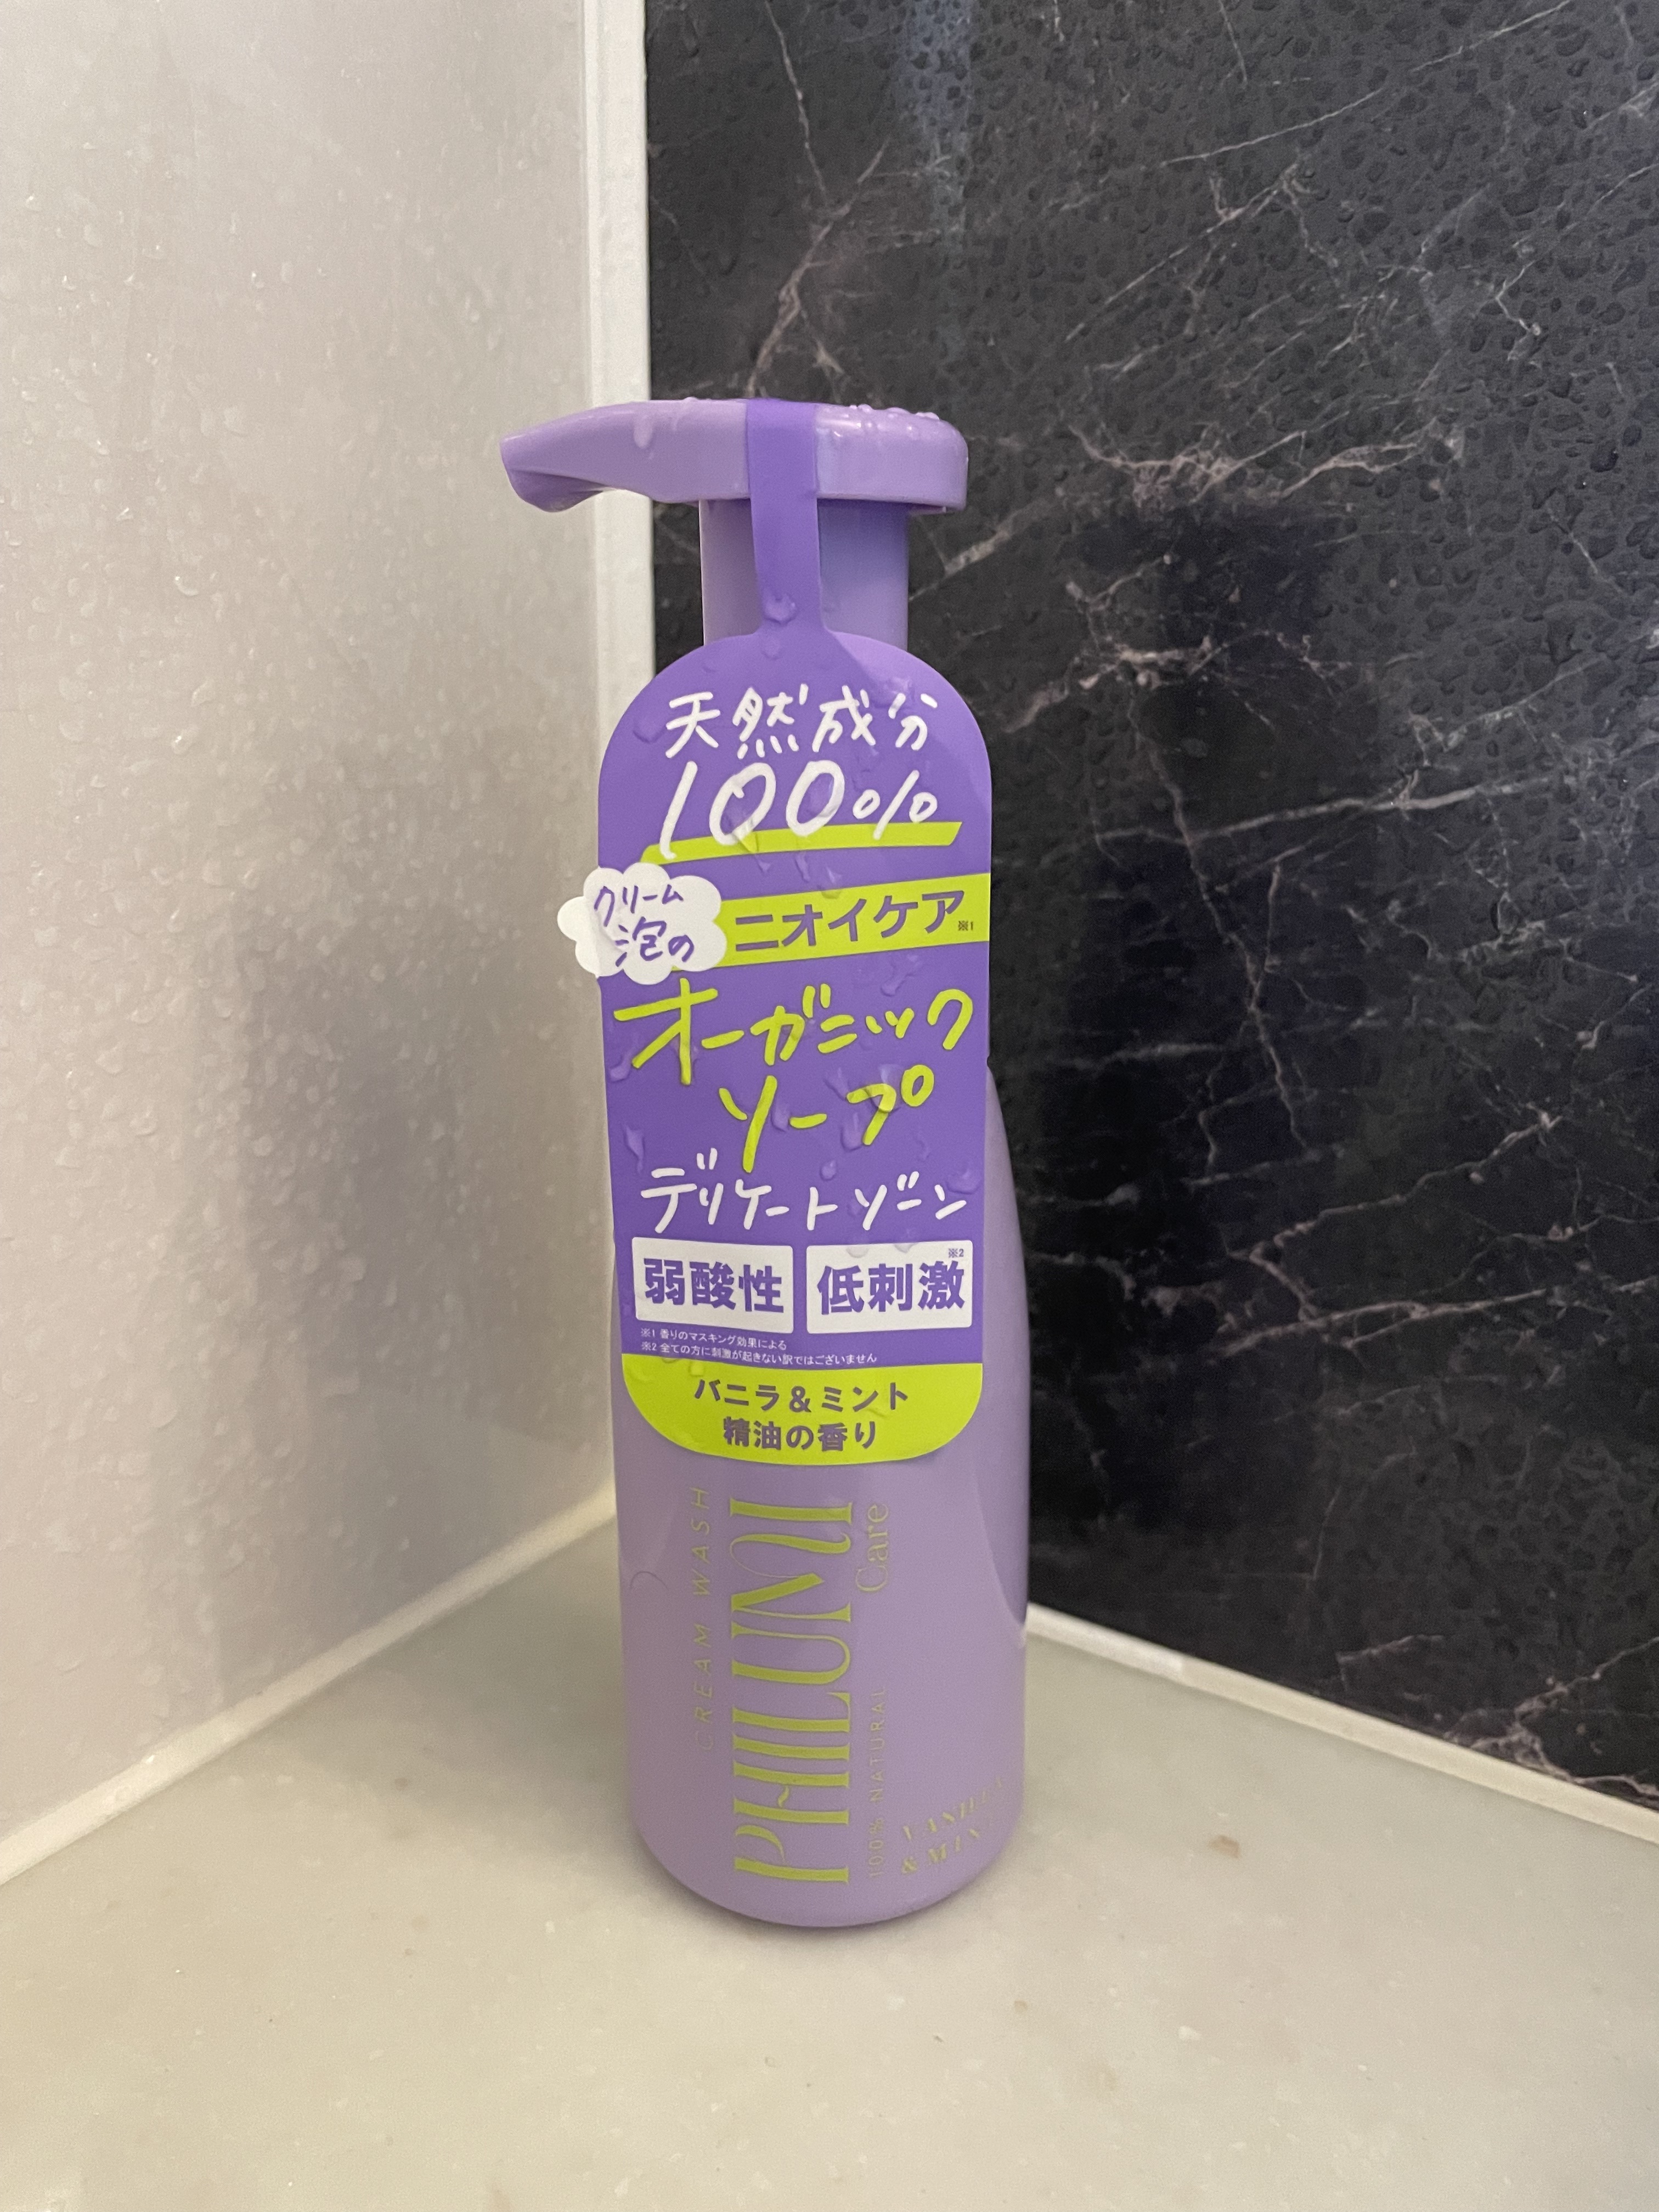 天然成分
100%
クリーム
泡の
ニオイケア※1
オーガニック
ソープ
デリケートゾーン
弱酸性
低刺激※2
※1 香りのマスキング効果による
※2 全ての方に刺激が起きない訳ではございません
バニラ&ミント
精油の香り
CREAM WASH
PHILUMII
Care
100% NATURAL
VANILLA
& MINT